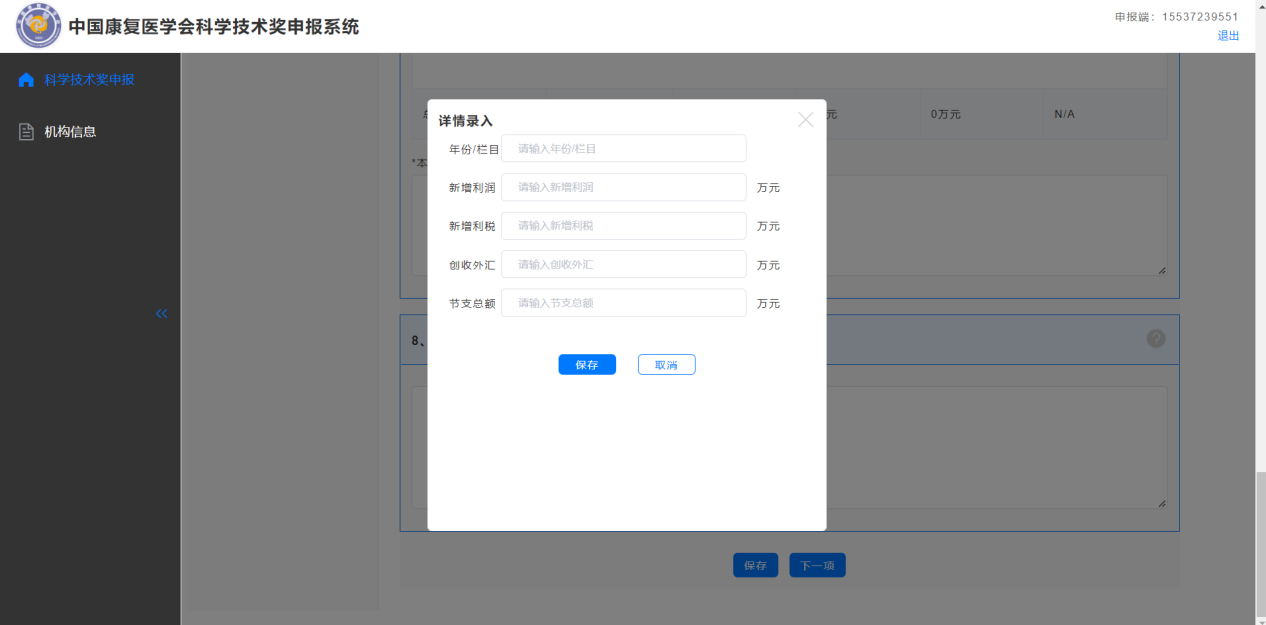 中国康复医学会科学技术奖申报系统
申报端：15537239551
退出
科学技术奖申报
机构信息
元
0万元
N/A
*本
详情录入
年份/栏目 请输入年份/栏目
新增利润 请输入新增利润 万元
新增利税 请输入新增利税 万元
创收外汇 请输入创收外汇 万元
节支总额 请输入节支总额 万元
保存 取消
8、
?
保存 下一项